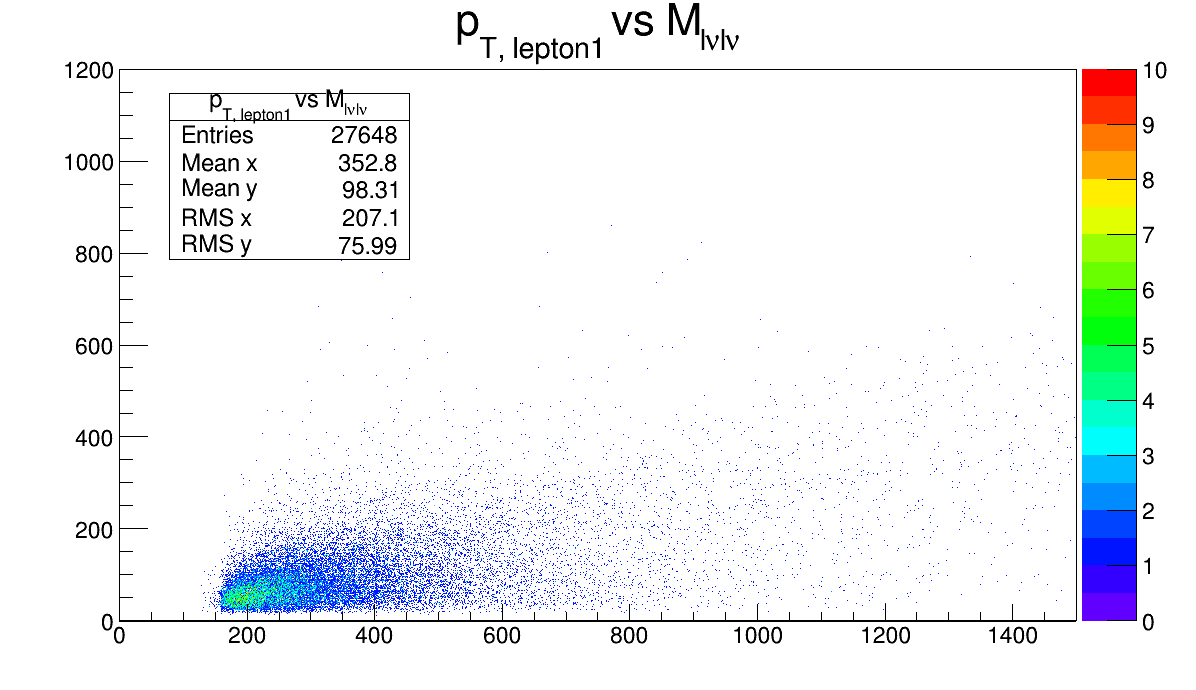 p_T, lepton1 vs M_lνlν
p_T, lepton1 vs M_lνlν
Entries 27648
Mean x 352.8
Mean y 98.31
RMS x 207.1
RMS y 75.99
1200
1000
800
600
400
200
0
0 200 400 600 800 1000 1200 1400
10
9
8
7
6
5
4
3
2
1
0